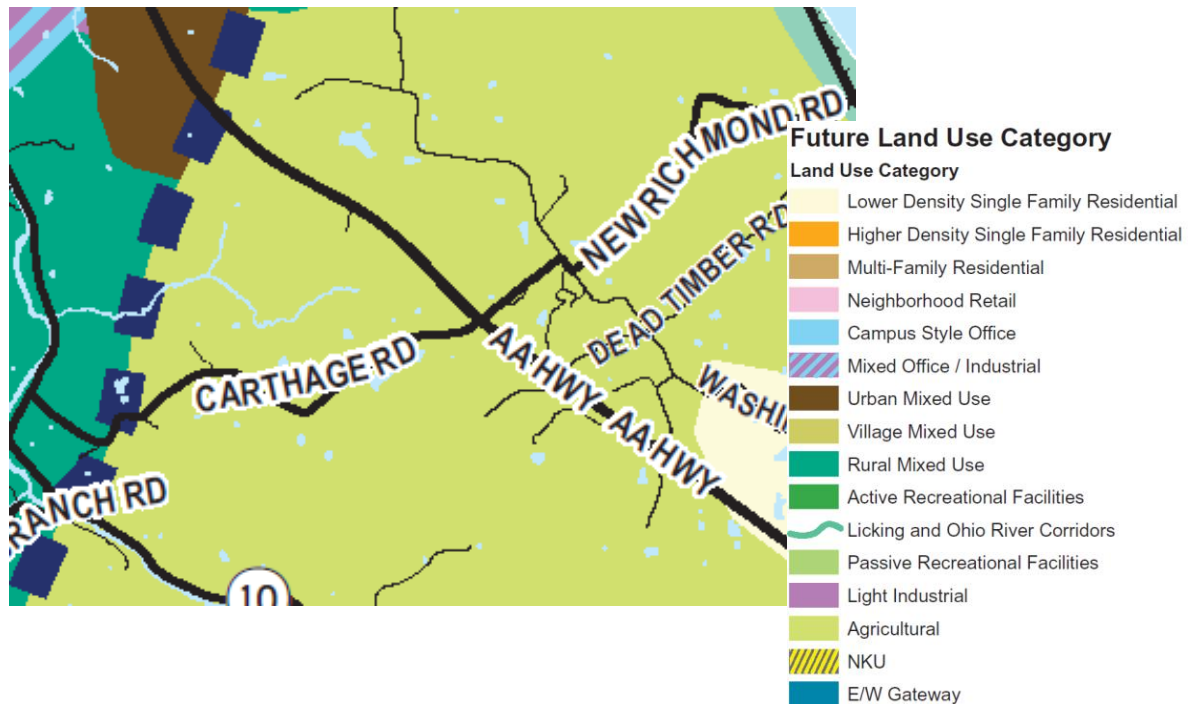 NEW RICHMOND RD
DEAD TIMBER RD
CARTHAGE RD
AA HWY
AA HWY
WASHI
RANCH RD
10
Future Land Use Category
Land Use Category
Lower Density Single Family Residential
Higher Density Single Family Residential
Multi-Family Residential
Neighborhood Retail
Campus Style Office
Mixed Office / Industrial
Urban Mixed Use
Village Mixed Use
Rural Mixed Use
Active Recreational Facilities
Licking and Ohio River Corridors
Passive Recreational Facilities
Light Industrial
Agricultural
NKU
E/W Gateway